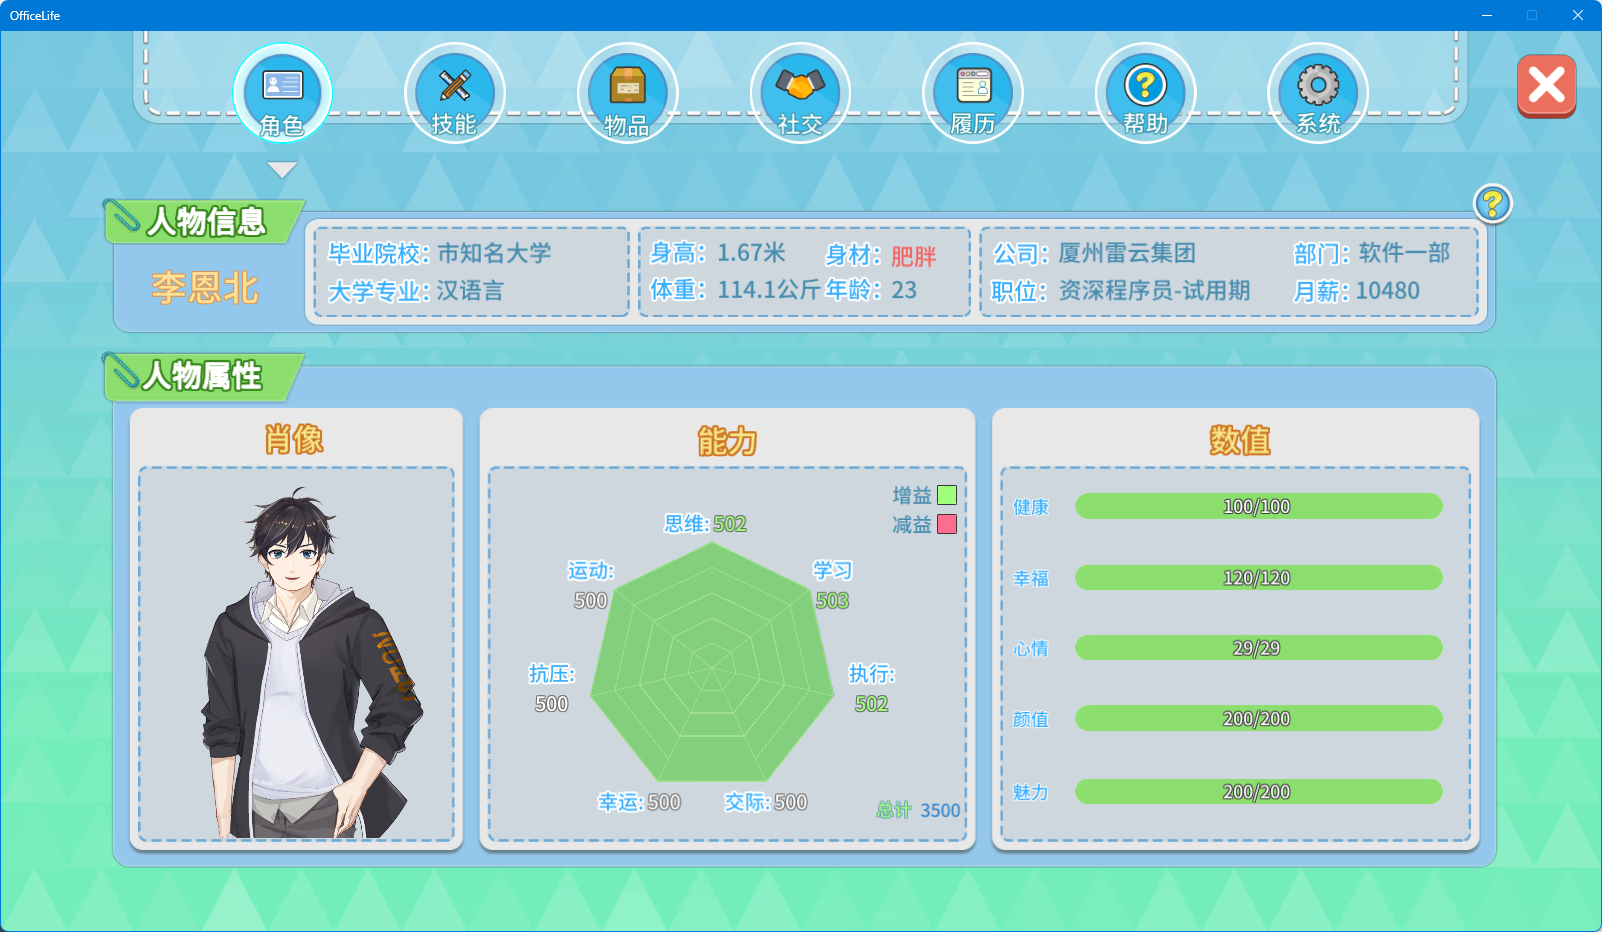 OfficeLife
角色 技能 物品 社交 履历 帮助 系统
人物信息
李恩北
毕业院校：市知名大学
大学专业：汉语言
身高：1.67米 身材：肥胖
体重：114.1公斤 年龄：23
公司：厦州雷云集团 部门：软件一部
职位：资深程序员-试用期 月薪：10480
人物属性
肖像
能力
增益
减益
思维:502
运动:
500
学习
503
抗压:
500
执行:
502
幸运:500 交际:500
总计 3500
数值
健康 100/100
幸福 120/120
心情 29/29
颜值 200/200
魅力 200/200